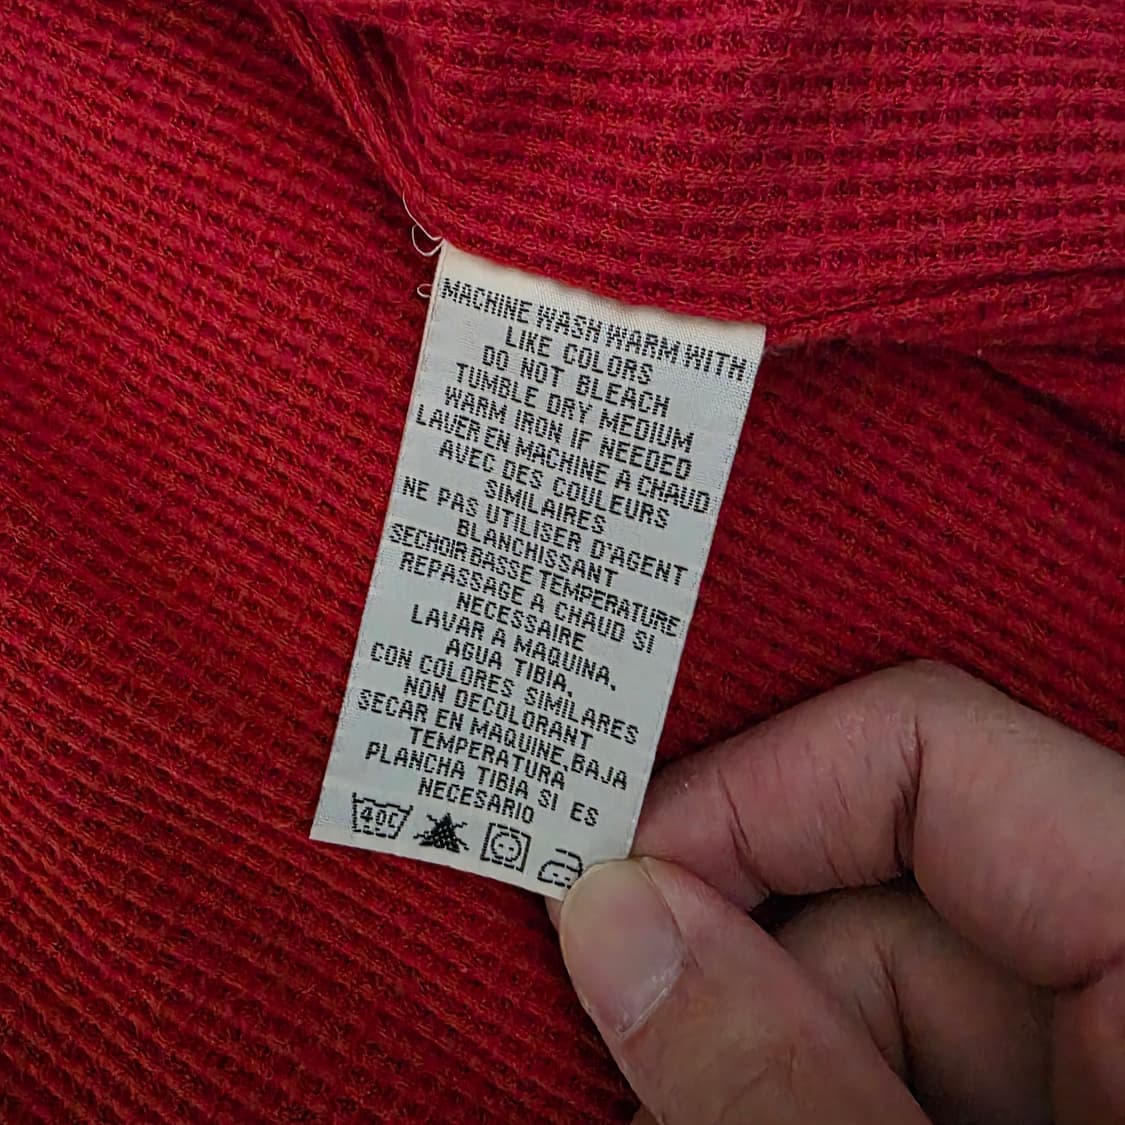 MACHINE WASH WARM WITH
LIKE COLORS
DO NOT BLEACH
TUMBLE DRY MEDIUM
WARM IRON IF NEEDED
LAVER EN MACHINE A CHAUD
AVEC DES COULEURS
SIMILAIRES
NE PAS UTILISER D'AGENT
BLANCHISSANT
SECHOIR BASSE TEMPERATURE
REPASSAGE A CHAUD SI
NECESSAIRE
LAVAR A MAQUINA,
AGUA TIBIA,
CON COLORES SIMILARES
NON DECOLORANT
SECAR EN MAQUINE,BAJA
TEMPERATURA
PLANCHA TIBIA SI ES
NECESARIO
40C